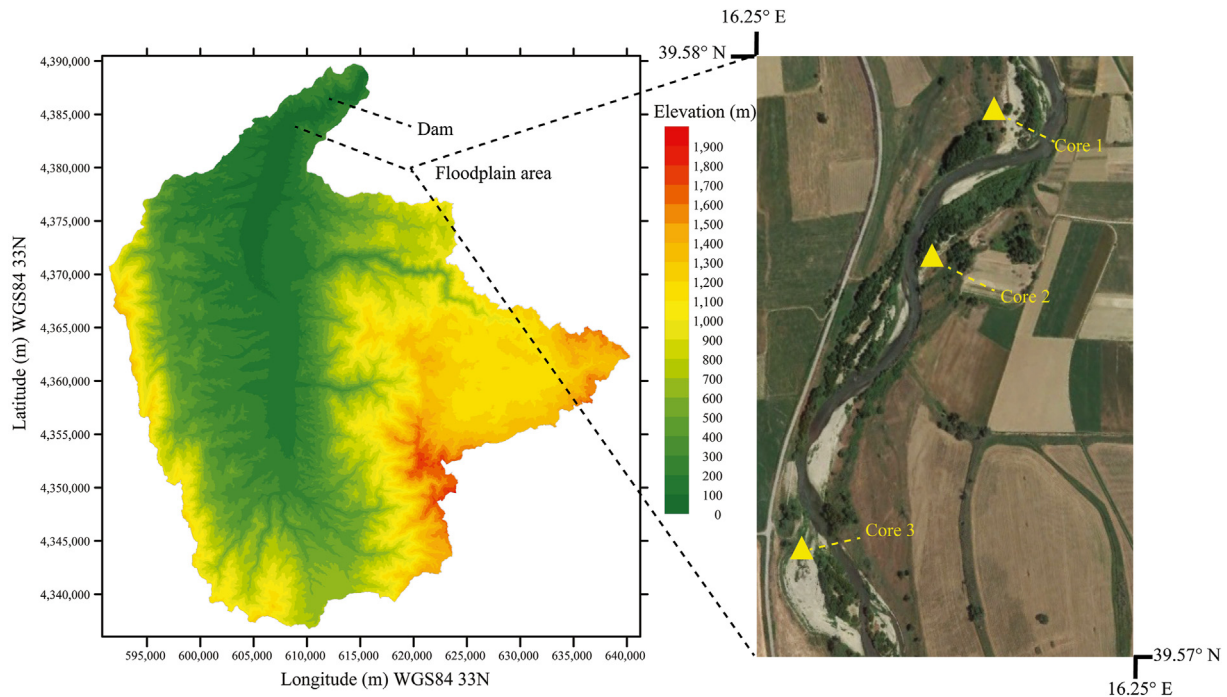 16.25° E
39.58° N
4,390,000
4,385,000
4,380,000
4,375,000
4,370,000
4,365,000
4,360,000
4,355,000
4,350,000
4,345,000
4,340,000
Latitude (m) WGS84 33N
595,000 600,000 605,000 610,000 615,000 620,000 625,000 630,000 635,000 640,000
Longitude (m) WGS84 33N
Dam
Floodplain area
Elevation (m)
1,900
1,800
1,700
1,600
1,500
1,400
1,300
1,200
1,100
1,000
900
800
700
600
500
400
300
200
100
0
Core 1
Core 2
Core 3
39.57° N
16.25° E